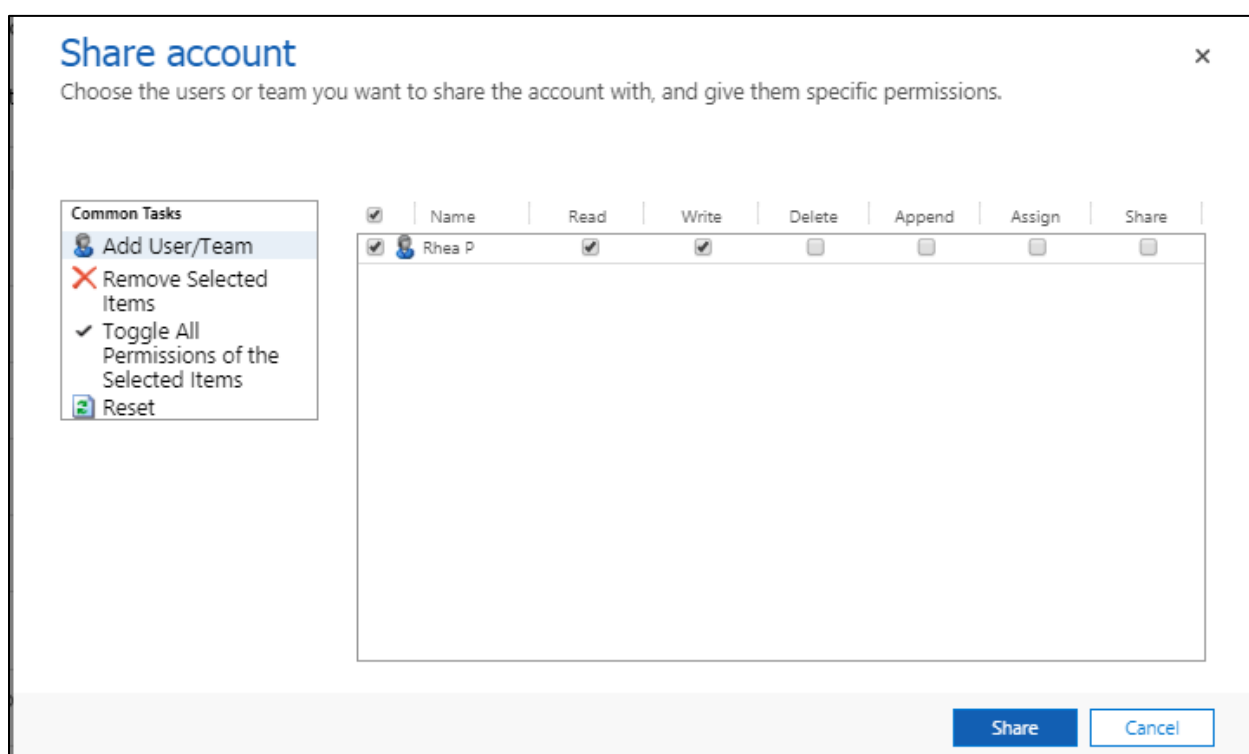 Share account
Choose the users or team you want to share the account with, and give them specific permissions.
Common Tasks
Add User/Team
Remove Selected
Items
Toggle All
Permissions of the
Selected Items
Reset
Name Read Write Delete Append Assign Share
Rhea P
Share Cancel